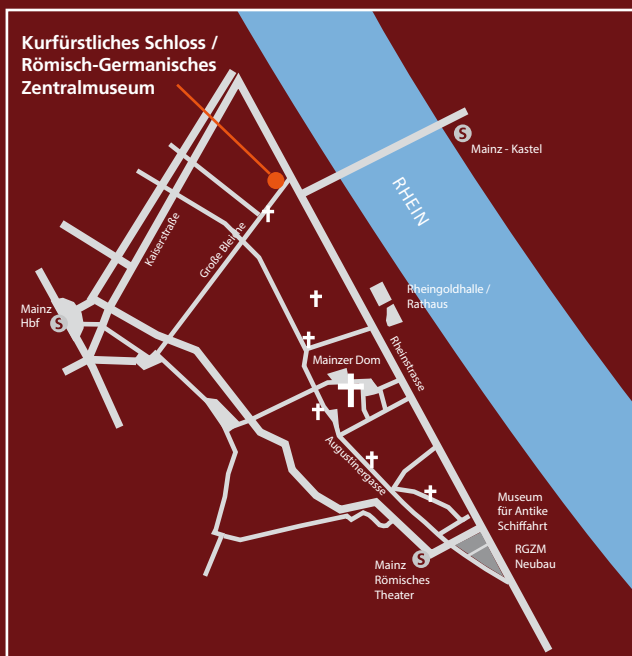 Kurfürstliches Schloss /
Römisch-Germanisches
Zentralmuseum
S
Mainz - Kastel
RHEIN
Kaiserstraße
Große Bleiche
Rheingoldhalle /
Rathaus
Mainz
Hbf
S
Rheinstrasse
Mainzer Dom
Augustinergasse
Museum
für Antike
Schiffahrt
RGZM
Neubau
S
Mainz
Römisches
Theater